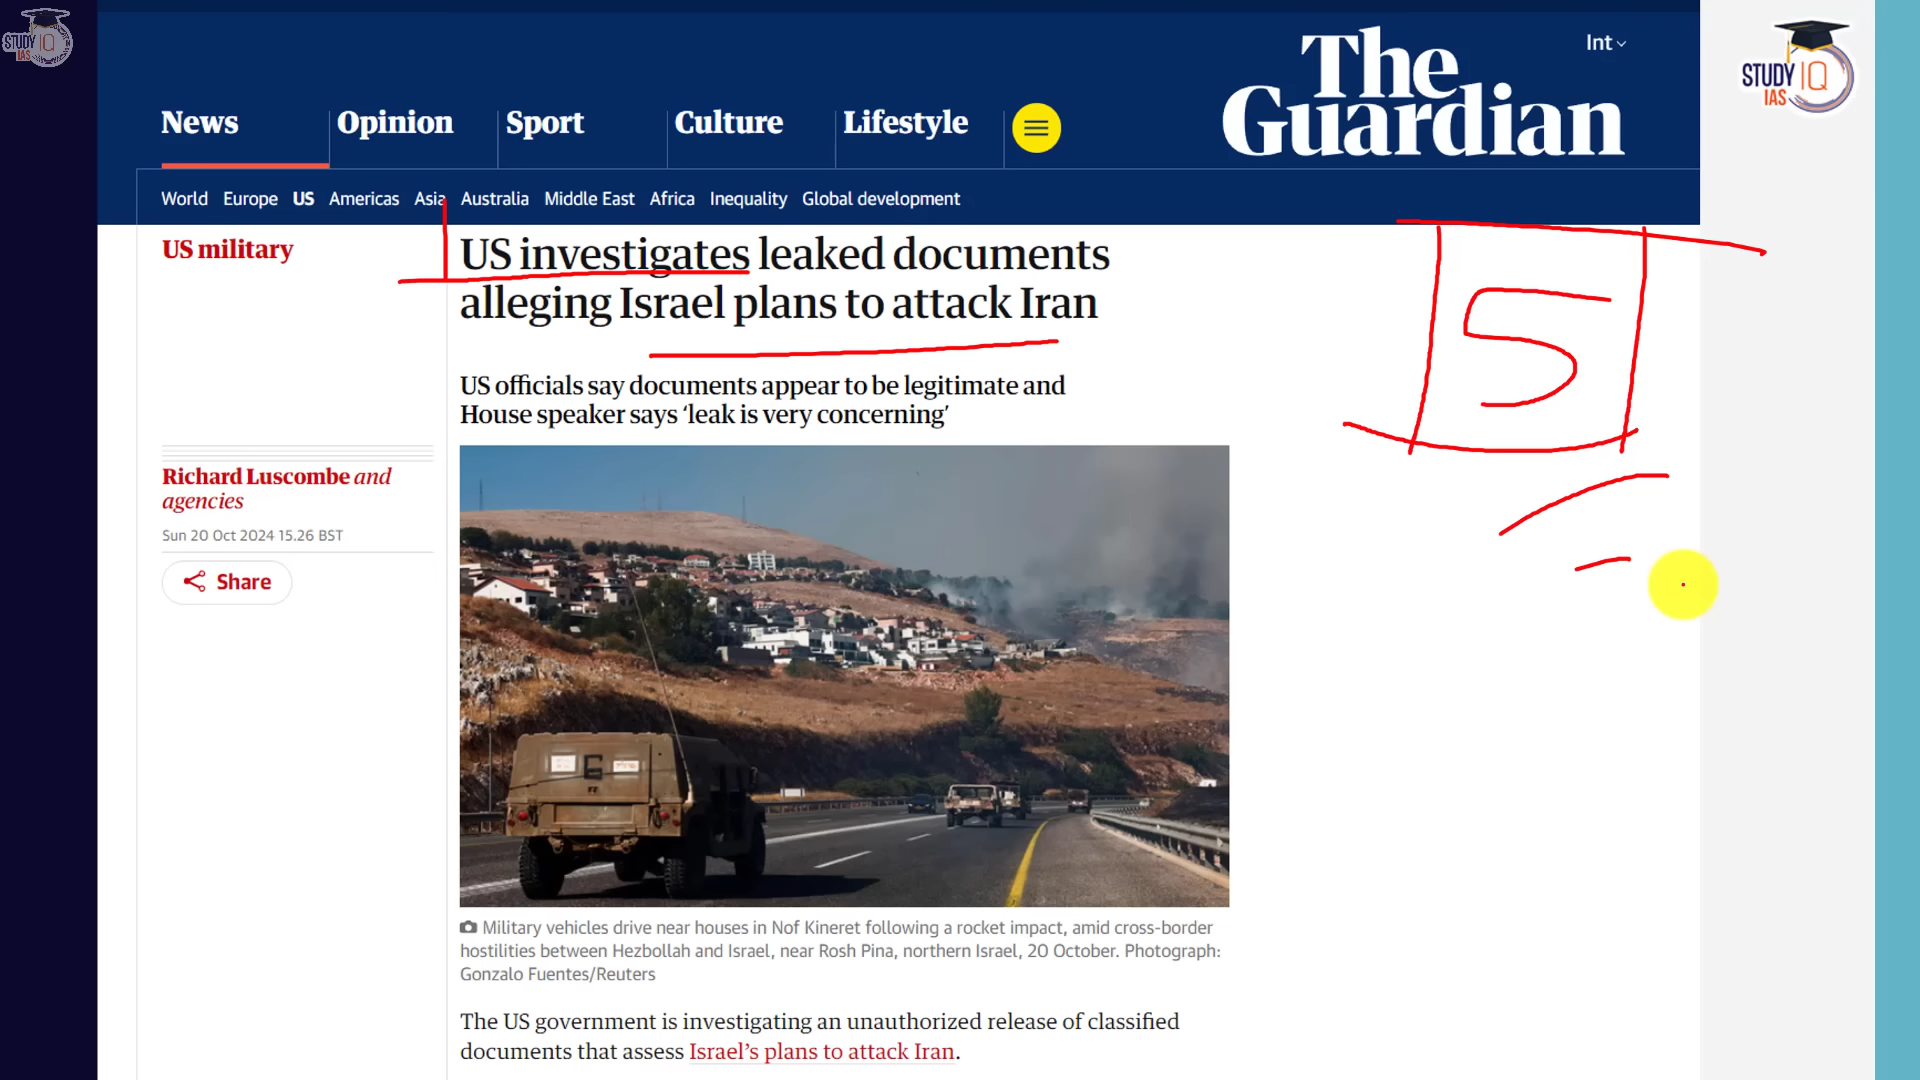 STUDY IQ
IAS
The
Guardian
Int
STUDY IQ
IAS
News
Opinion
Sport
Culture
Lifestyle
World
Europe
US
Americas
Asia
Australia
Middle East
Africa
Inequality
Global development
US military
US investigates leaked documents
alleging Israel plans to attack Iran
5
US officials say documents appear to be legitimate and
House speaker says ‘leak is very concerning’
Richard Luscombe and
agencies
Sun 20 Oct 2024 15.26 BST
Share
Military vehicles drive near houses in Nof Kineret following a rocket impact, amid cross-border
hostilities between Hezbollah and Israel, near Rosh Pina, northern Israel, 20 October. Photograph:
Gonzalo Fuentes/Reuters
The US government is investigating an unauthorized release of classified
documents that assess Israel’s plans to attack Iran.